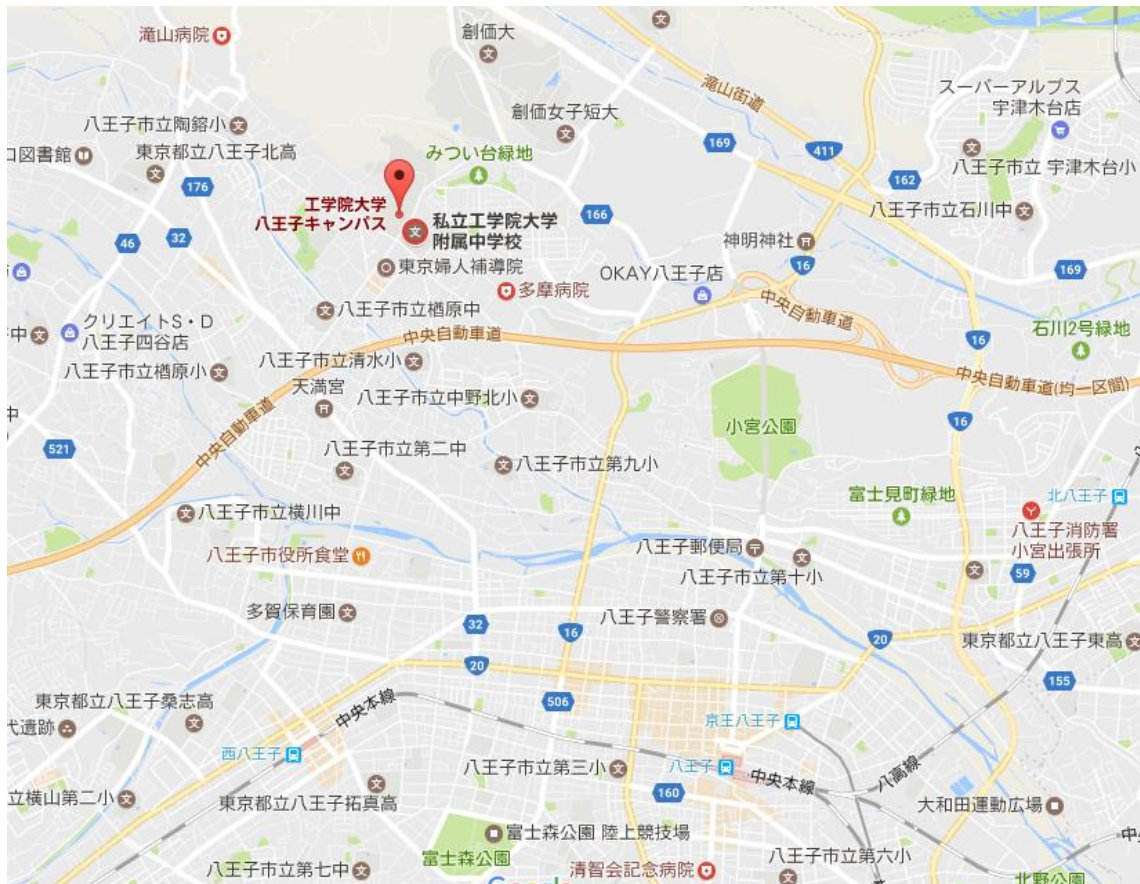 滝山病院
創価大
滝山街道
スーパーアルプス
宇津木台店
創価女子短大
八王子市立陶鎔小
169
411
口図書館
東京都立八王子北高
みつい台緑地
八王子市立 宇津木台小
176
162
工学院大学
八王子キャンパス
私立工学院大学
附属中学校
166
八王子市立石川中
46
32
神明神社
東京婦人補導院
16
169
OKAY八王子店
多摩病院
八王子市立楢原中
中央自動車道
クリエイトS・D
八王子四谷店
中
中央自動車道
石川2号緑地
16
八王子市立清水小
八王子市立楢原小
中央自動車道(均一区間)
天満宮
八王子市立中野北小
中
中央自動車道
小宮公園
16
521
八王子市立第二中
八王子市立第九小
富士見町緑地
北八王子
八王子市立横川中
八王子消防署
小宮出張所
八王子市役所食堂
八王子郵便局
八王子市立第十小
59
多賀保育園
32
16
八王子警察署
20
東京都立八王子東高
20
155
東京都立八王子桑志高
506
中央本線
京王八王子
代遺跡
西八王子
八王子市立第三小
八王子
中央本線
八高線
立横山第二小
東京都立八王子拓真高
160
大和田運動広場
富士森公園 陸上競技場
富士森公園
中央
八王子市立第七中
清智会記念病院
八王子市立第六小
北野公園